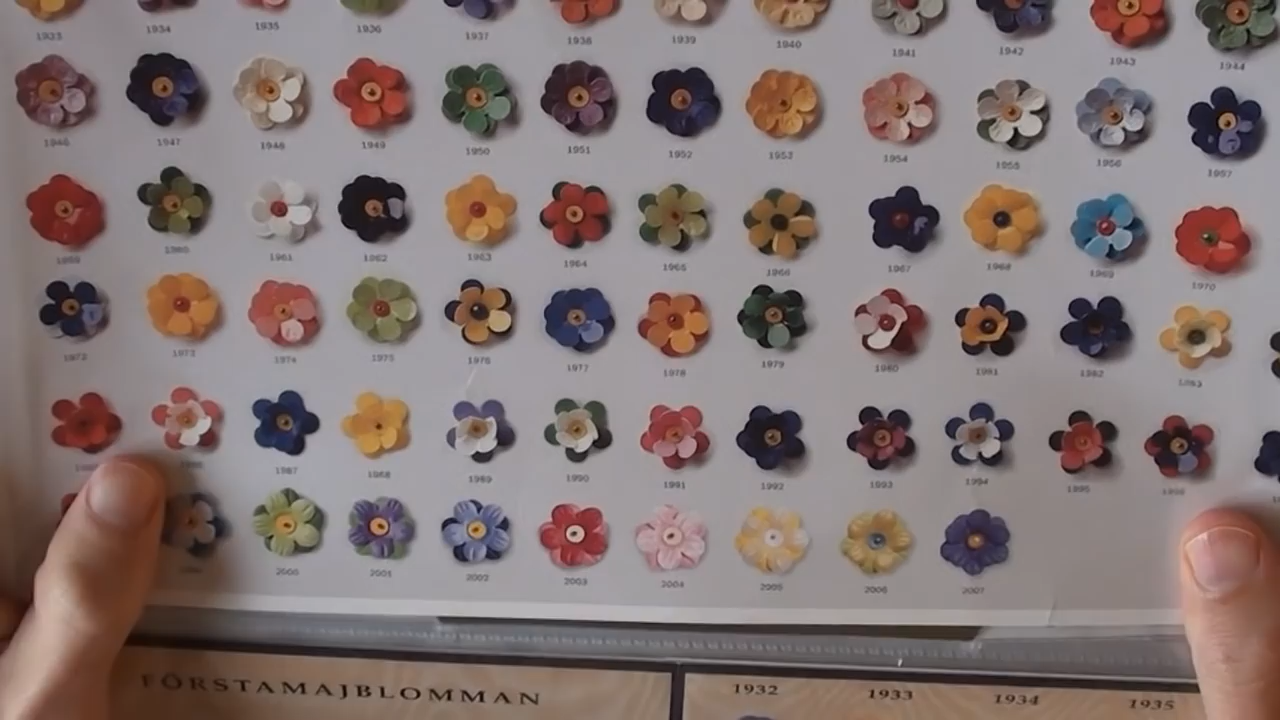 1933 1934 1935 1936 1937 1938 1939 1940 1941 1942 1943 1944
1946 1947 1948 1949 1950 1951 1952 1953 1954 1955 1956 1957
1959 1960 1961 1962 1963 1964 1965 1966 1967 1968 1969 1970
1972 1973 1974 1975 1976 1977 1978 1979 1980 1981 1982 1983
1986 1987 1988 1989 1990 1991 1992 1993 1994 1995 1996
2000 2001 2002 2003 2004 2005 2006 2007
FÖRSTAMAJBLOMMAN
1932 1933 1934 1935